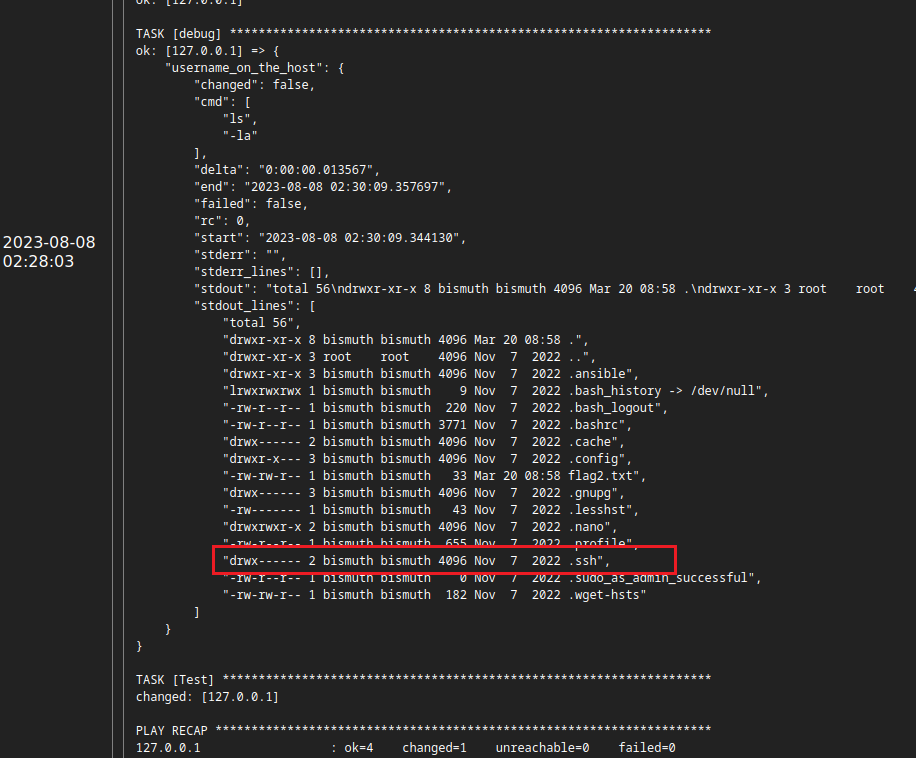 ok: [127.0.0.1]
TASK [debug] *******************************************************************
ok: [127.0.0.1] => {
    "username_on_the_host": {
        "changed": false,
        "cmd": [
            "ls",
            "-la"
        ],
        "delta": "0:00:00.013567",
        "end": "2023-08-08 02:30:09.357697",
        "failed": false,
        "rc": 0,
        "start": "2023-08-08 02:30:09.344130",
        "stderr": "",
        "stderr_lines": [],
        "stdout": "total 56\ndrwxr-xr-x 8 bismuth bismuth 4096 Mar 20 08:58 .\ndrwxr-xr-x 3 root    root
        "stdout_lines": [
            "total 56",
            "drwxr-xr-x 8 bismuth bismuth 4096 Mar 20 08:58 .",
            "drwxr-xr-x 3 root    root    4096 Nov  7  2022 ..",
            "drwxr-xr-x 3 bismuth bismuth 4096 Nov  7  2022 .ansible",
            "lrwxrwxrwx 1 bismuth bismuth    9 Nov  7  2022 .bash_history -> /dev/null",
            "-rw-r--r-- 1 bismuth bismuth  220 Nov  7  2022 .bash_logout",
            "-rw-r--r-- 1 bismuth bismuth 3771 Nov  7  2022 .bashrc",
            "drwx------ 2 bismuth bismuth 4096 Nov  7  2022 .cache",
            "drwxr-x--- 3 bismuth bismuth 4096 Nov  7  2022 .config",
            "-rw-rw-r-- 1 bismuth bismuth   33 Mar 20 08:58 flag2.txt",
            "drwx------ 3 bismuth bismuth 4096 Nov  7  2022 .gnupg",
            "-rw------- 1 bismuth bismuth   43 Nov  7  2022 .lesshst",
            "drwxrwxr-x 2 bismuth bismuth 4096 Nov  7  2022 .nano",
            "-rw-r--r-- 1 bismuth bismuth  655 Nov  7  2022 .profile",
            "drwx------ 2 bismuth bismuth 4096 Nov  7  2022 .ssh",
            "-rw-r--r-- 1 bismuth bismuth    0 Nov  7  2022 .sudo_as_admin_successful",
            "-rw-rw-r-- 1 bismuth bismuth  182 Nov  7  2022 .wget-hsts"
        ]
    }
}
TASK [Test] ********************************************************************
changed: [127.0.0.1]
PLAY RECAP *********************************************************************
127.0.0.1                  : ok=4    changed=1    unreachable=0    failed=0
2023-08-08
02:28:03